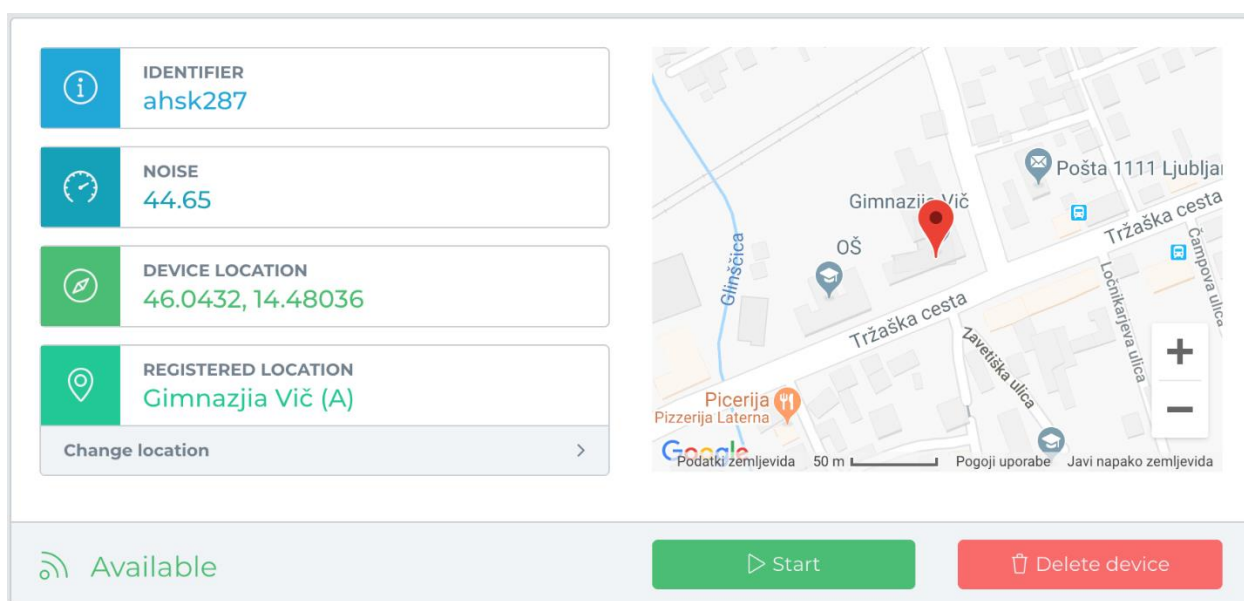 IDENTIFIER
ahsk287
NOISE
44.65
DEVICE LOCATION
46.0432, 14.48036
REGISTERED LOCATION
Gimnazjia Vič (A)
Change location
Pošta 1111 Ljubljan
Gimnazija Vič
Tržaška cesta
Čampova ulica
OŠ
Glinščica
Ločnikarjeva ulica
Tržaška cesta
Zavetiška ulica
Picerija
Pizzerija Laterna
Google
Podatki zemljevida
50 m
Pogoji uporabe
Javi napako zemljevida
Available
Start
Delete device